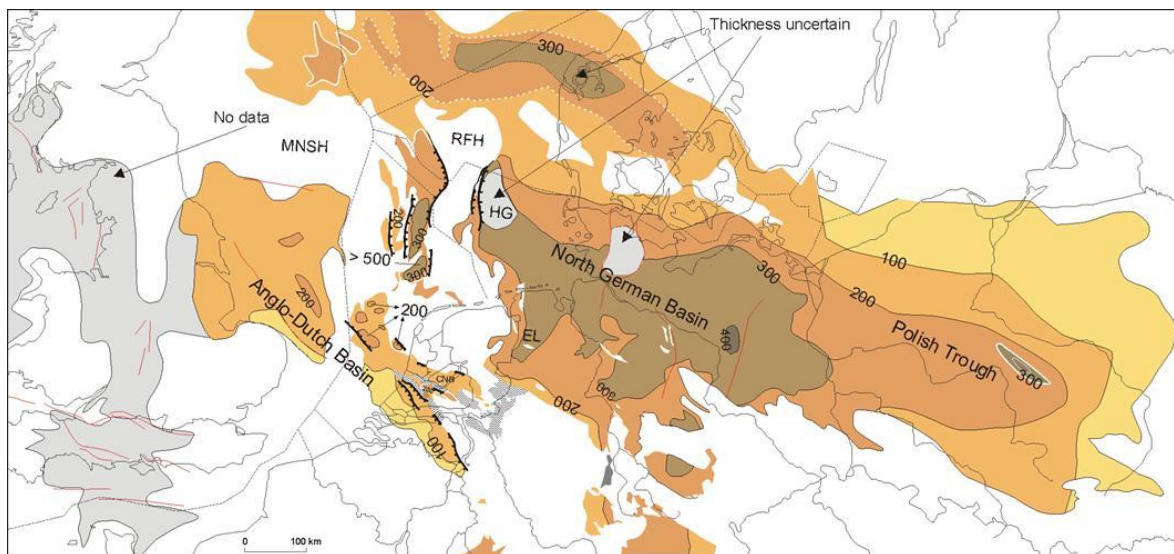 Thickness uncertain
300
200
No data
MNSH
RFH
HG
200
300
> 500
300
North German Basin
300
100
200
200
Anglo-Dutch Basin
200
EL
400
Polish Trough
300
CNB
300
200
100
0 100 km